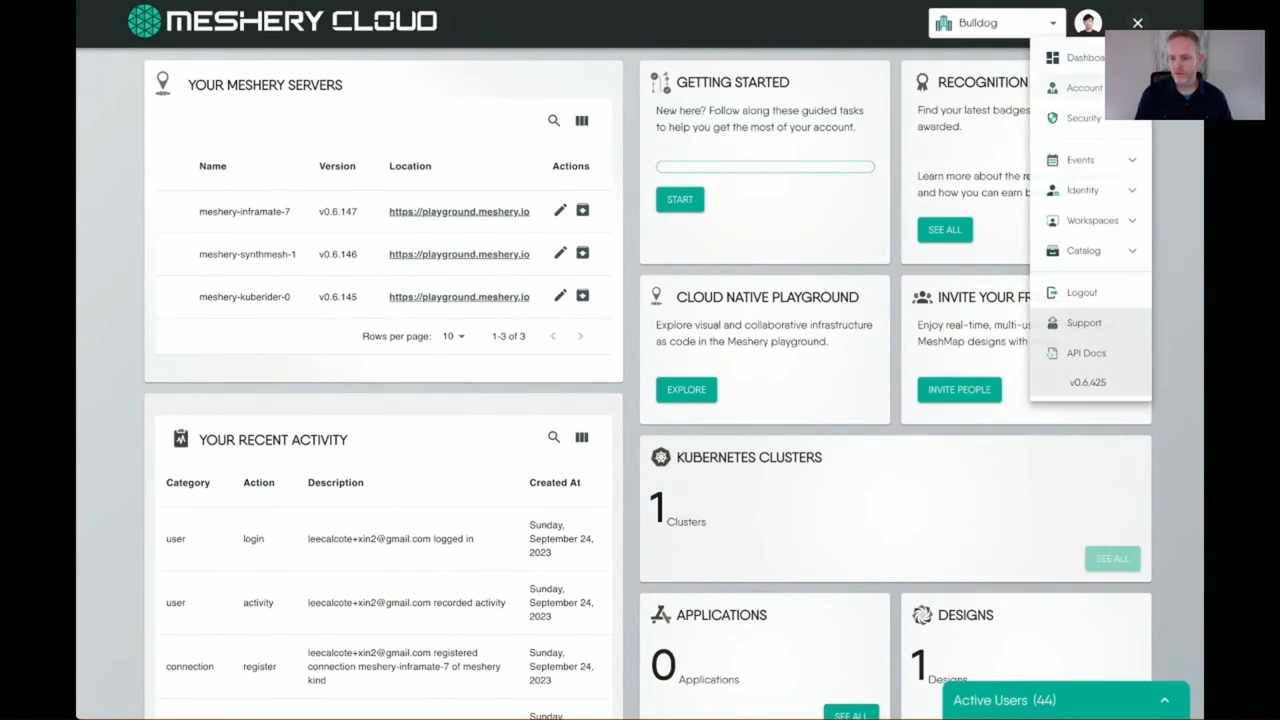 MESHERY CLOUD
Bulldog
YOUR MESHERY SERVERS
Name Version Location Actions
meshery-inframate-7 v0.6.147 https://playground.meshery.io
meshery-synthmesh-1 v0.6.146 https://playground.meshery.io
meshery-kuberider-0 v0.6.145 https://playground.meshery.io
Rows per page: 10 1-3 of 3
YOUR RECENT ACTIVITY
Category Action Description Created At
user login leecalcote+xin2@gmail.com logged in Sunday,
September 24,
2023
user activity leecalcote+xin2@gmail.com recorded activity Sunday,
September 24,
2023
connection register leecalcote+xin2@gmail.com registered
connection meshery-inframate-7 of meshery
kind
Sunday,
September 24,
2023
Sunday,
GETTING STARTED
New here? Follow along these guided tasks
to help you get the most of your account.
START
RECOGNITION
Find your latest badges
awarded.
Learn more about the re
and how you can earn b
SEE ALL
CLOUD NATIVE PLAYGROUND
Explore visual and collaborative infrastructure
as code in the Meshery playground.
EXPLORE
INVITE YOUR FR
Enjoy real-time, multi-us
MeshMap designs with
INVITE PEOPLE
KUBERNETES CLUSTERS
1 Clusters
SEE ALL
APPLICATIONS
0 Applications
SEE ALL
DESIGNS
1 Designs
Active Users (44)
Dashboa
Account
Security
Events
Identity
Workspaces
Catalog
Logout
Support
API Docs
v0.6.425